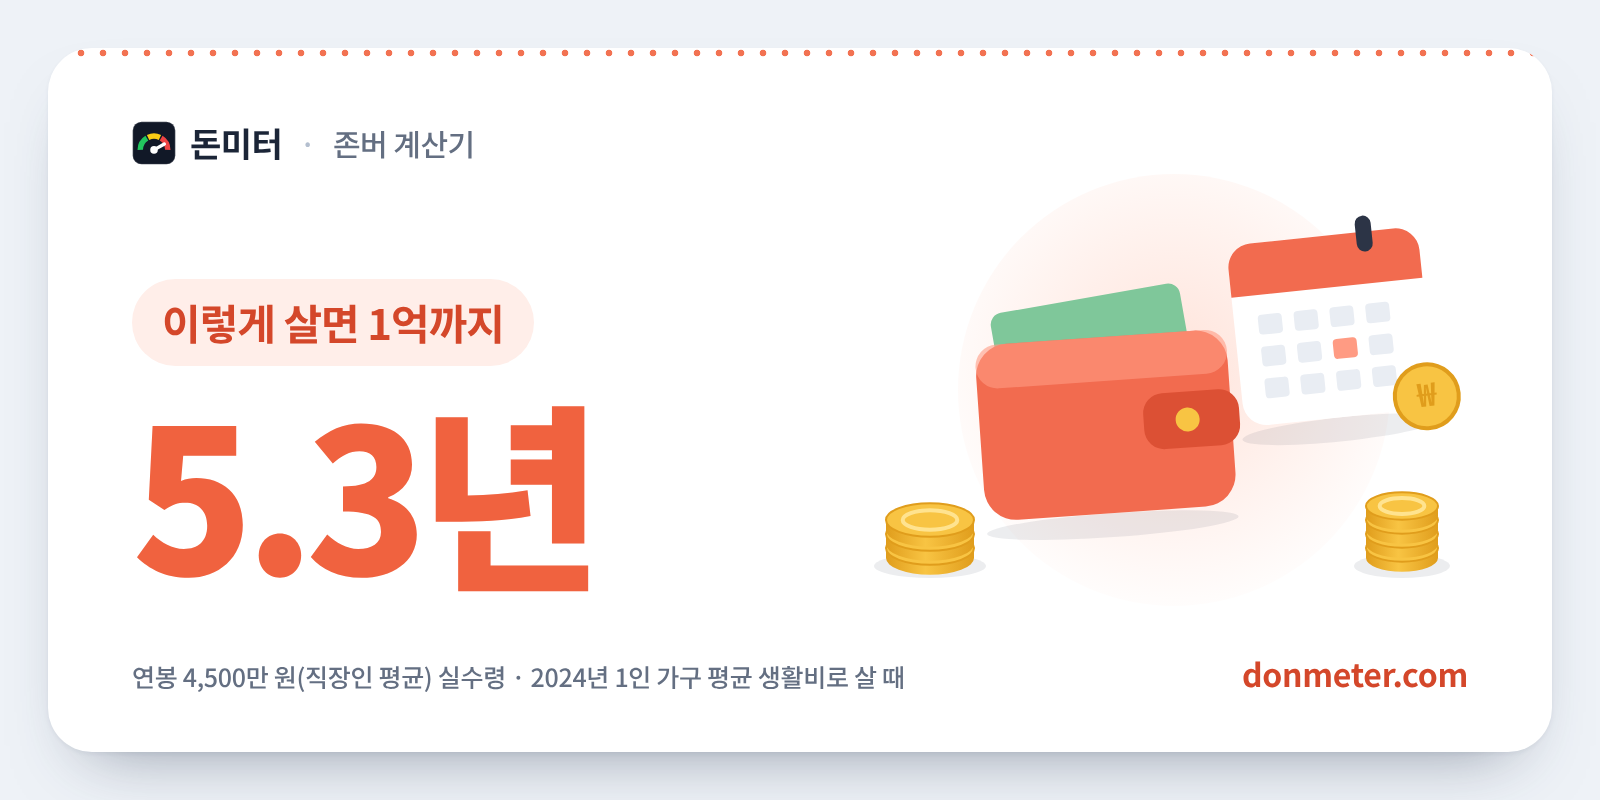 돈미터 · 존버 계산기
이렇게 살면 1억까지
5.3년
₩
연봉 4,500만 원(직장인 평균) 실수령 · 2024년 1인 가구 평균 생활비로 살 때
donmeter.com